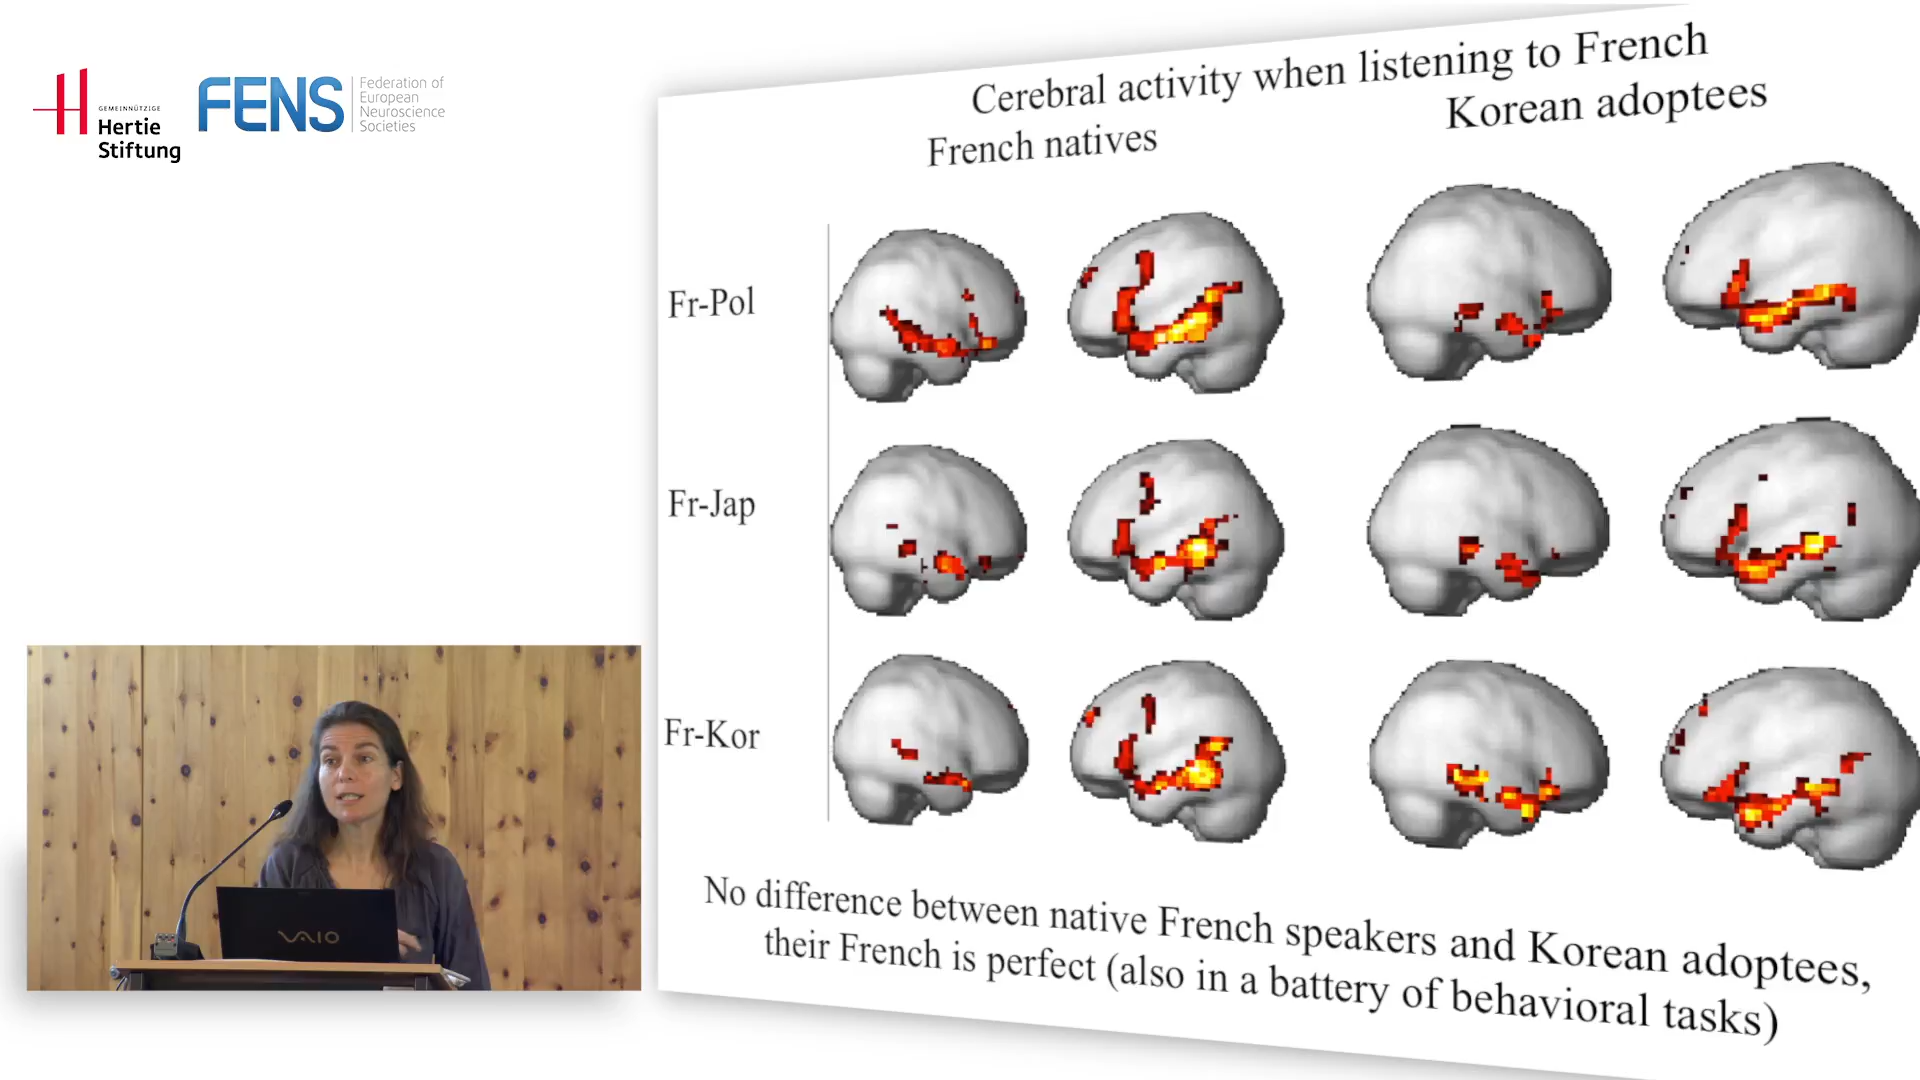 GEMEINNÜTZIGE
Hertie
Stiftung
FENS
Federation of
European
Neuroscience
Societies
Cerebral activity when listening to French
French natives
Korean adoptees
Fr-Pol
Fr-Jap
Fr-Kor
No difference between native French speakers and Korean adoptees,
their French is perfect (also in a battery of behavioral tasks)
VAIO